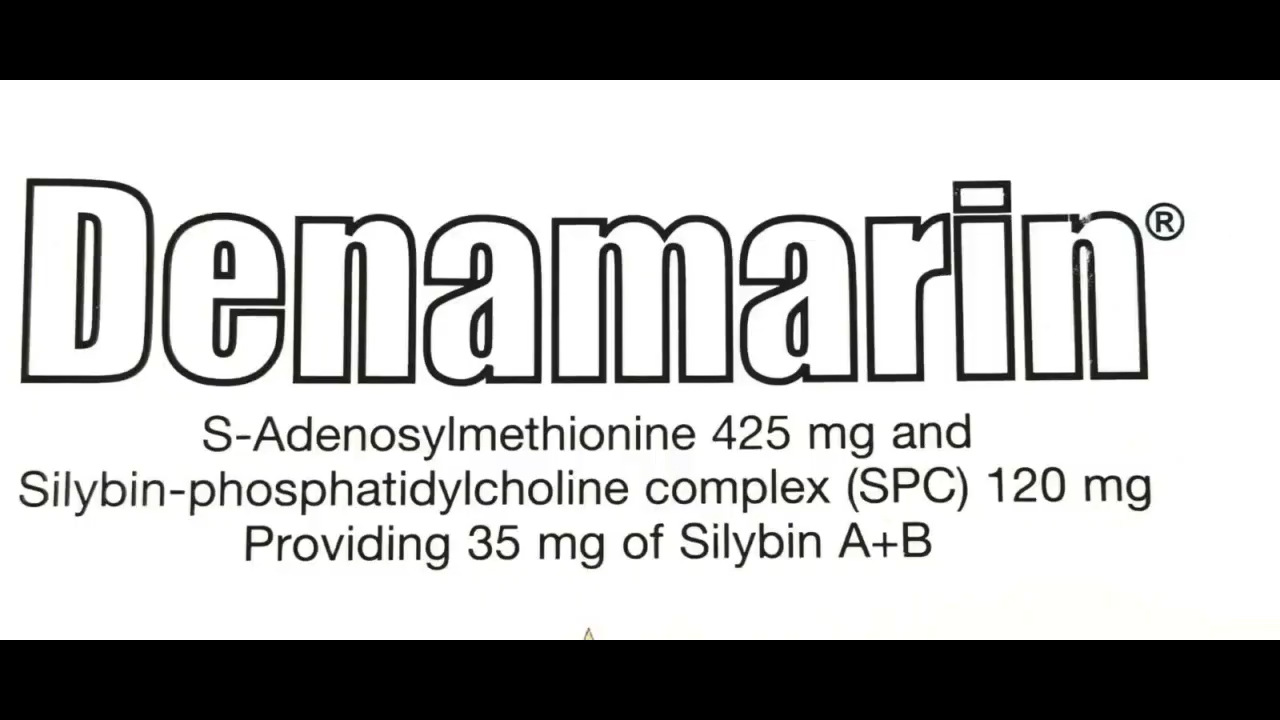 Denamarin®
S-Adenosylmethionine 425 mg and
Silybin-phosphatidylcholine complex (SPC) 120 mg
Providing 35 mg of Silybin A+B